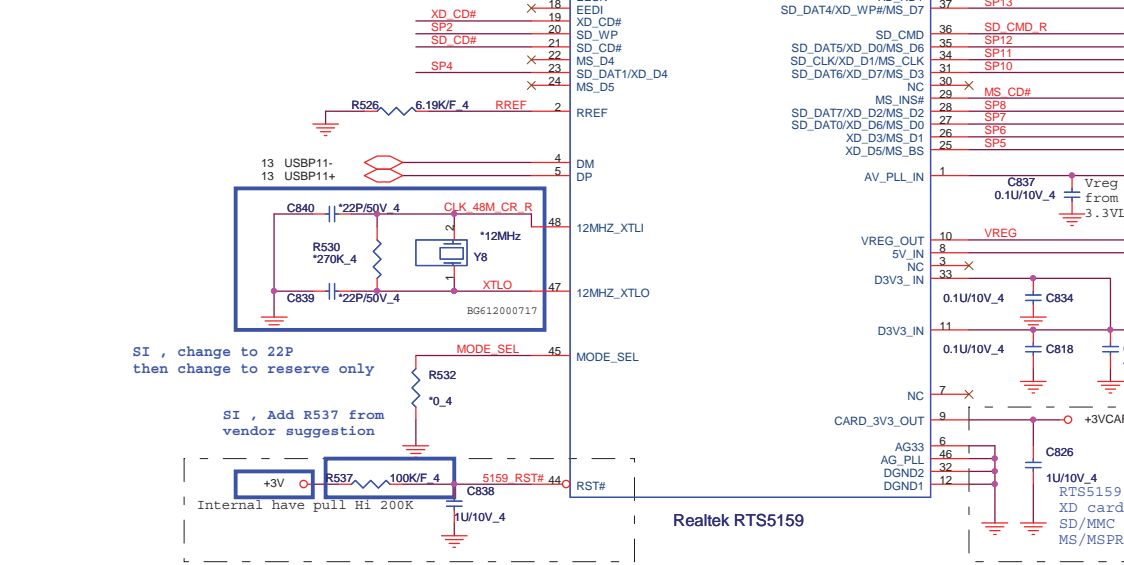 18
EEDI
XD_CD#
19
XD_CD#
SP2
20
SD_WP
SD_CD#
21
SD_CD#
22
MS_D4
SP4
23
SD_DAT1/XD_D4
24
MS_D5
R526
6.19K/F_4
RREF
2
RREF
13 USBP11-
4
DM
13 USBP11+
5
DP
C840
*22P/50V_4
CLK_48M_CR_R
48
12MHZ_XTLI
R530
*270K_4
2
*12MHz
Y8
1
C839
*22P/50V_4
XTLO
47
12MHZ_XTLO
BG612000717
SI , change to 22P
then change to reserve only
MODE_SEL
45
MODE_SEL
R532
*0_4
SI , Add R537 from
vendor suggestion
+3V
R537
100K/F_4
5159_RST#
44
RST#
Internal have pull Hi 200K
C838
1U/10V_4
37
SP13
SD_DAT4/XD_WP#/MS_D7
SD_CMD
36
SD_CMD_R
SD_DAT5/XD_D0/MS_D6
35
SP12
SD_CLK/XD_D1/MS_CLK
34
SP11
SD_DAT6/XD_D7/MS_D3
31
SP10
NC
30
MS_INS#
29
MS_CD#
SD_DAT7/XD_D2/MS_D2
28
SP8
SD_DAT0/XD_D6/MS_D0
27
SP7
XD_D3/MS_D1
26
SP6
XD_D5/MS_BS
25
SP5
AV_PLL_IN
1
C837
0.1U/10V_4
Vreg
from
3.3VL
VREG_OUT
10
VREG
5V_IN
8
NC
3
D3V3_IN
33
0.1U/10V_4
C834
D3V3_IN
11
0.1U/10V_4
C818
NC
7
CARD_3V3_OUT
9
+3VCAR
AG33
6
AG_PLL
46
DGND2
32
DGND1
12
C826
1U/10V_4
RTS5159
XD card
SD/MMC
MS/MSPR
Realtek RTS5159